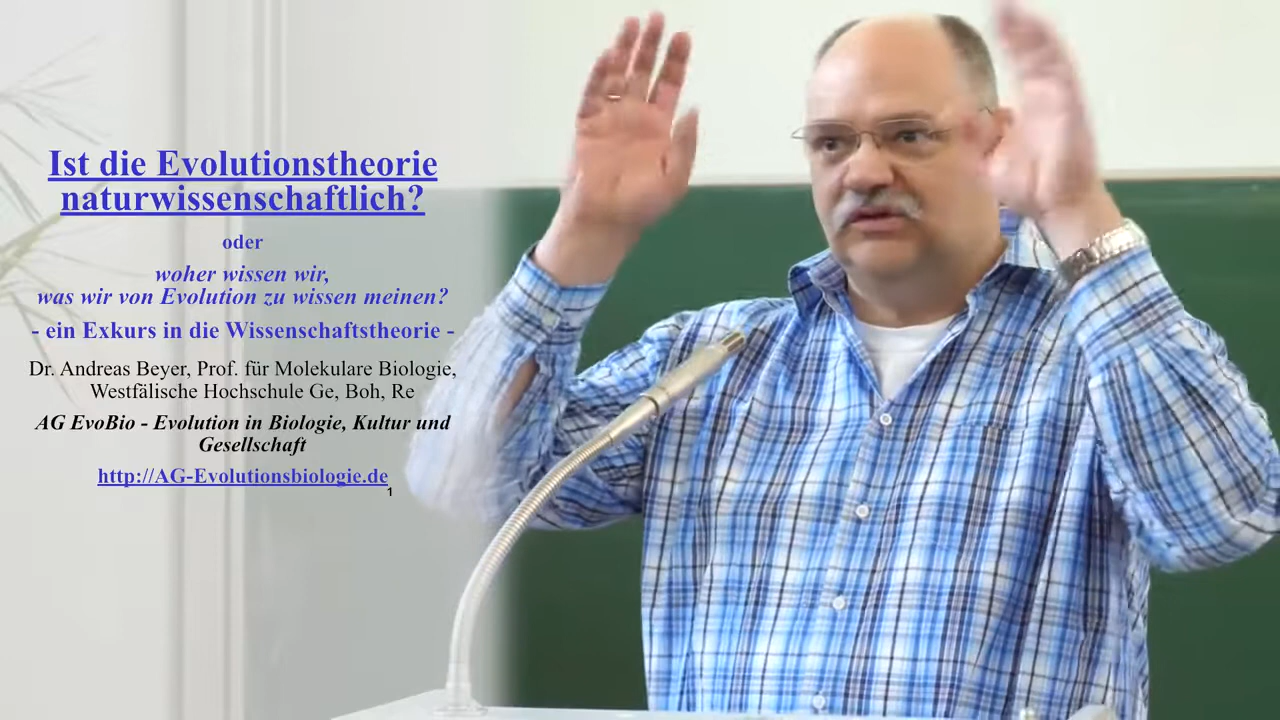 Ist die Evolutionstheorie
naturwissenschaftlich?
oder
woher wissen wir,
was wir von Evolution zu wissen meinen?
- ein Exkurs in die Wissenschaftstheorie -
Dr. Andreas Beyer, Prof. für Molekulare Biologie,
Westfälische Hochschule Ge, Boh, Re
AG EvoBio - Evolution in Biologie, Kultur und
Gesellschaft
http://AG-Evolutionsbiologie.de
1